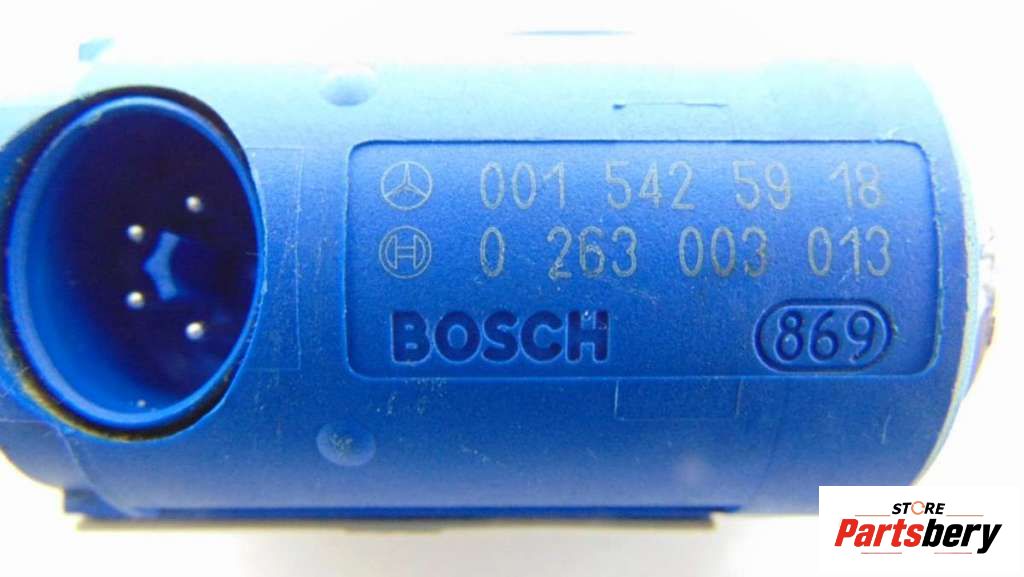 001 542 59 18
0 263 003 013
BOSCH 869
STORE
Partsbery